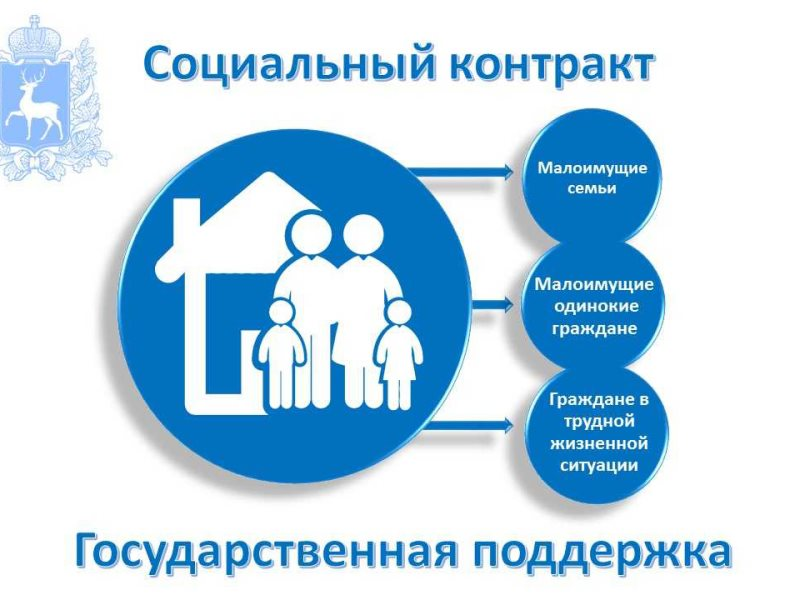 Социальный контракт
Малоимущие
семьи
Малоимущие
одинокие
граждане
Граждане в
трудной
жизненной
ситуации
Государственная поддержка